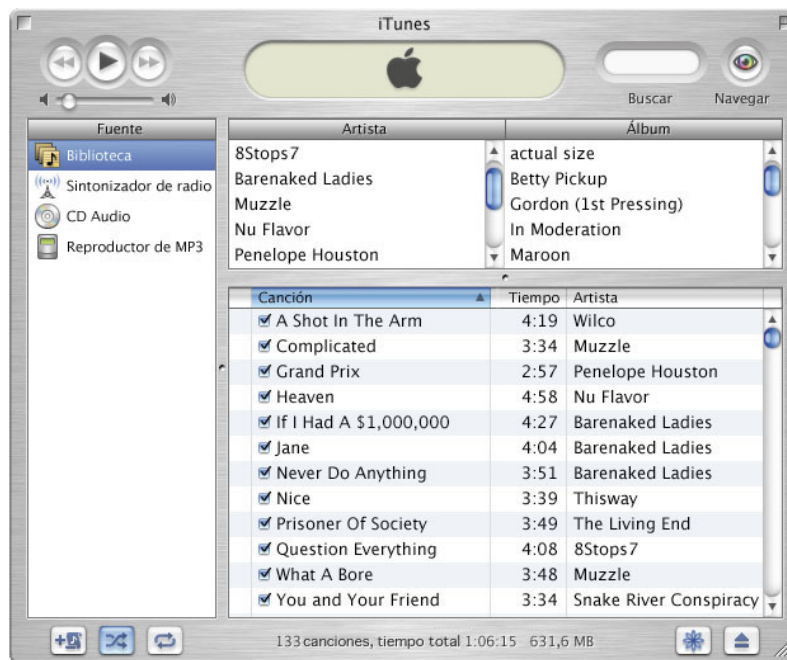 iTunes
Buscar
Navegar
Fuente
Biblioteca
Sintonizador de radio
CD Audio
Reproductor de MP3
Artista Álbum
8Stops7 actual size
Barenaked Ladies Betty Pickup
Muzzle Gordon (1st Pressing)
Nu Flavor In Moderation
Penelope Houston Maroon
Canción Tiempo Artista
A Shot In The Arm 4:19 Wilco
Complicated 3:34 Muzzle
Grand Prix 2:57 Penelope Houston
Heaven 4:58 Nu Flavor
If I Had A $1,000,000 4:27 Barenaked Ladies
Jane 4:04 Barenaked Ladies
Never Do Anything 3:51 Barenaked Ladies
Nice 3:39 Thisway
Prisoner Of Society 3:49 The Living End
Question Everything 4:08 8Stops7
What A Bore 3:48 Muzzle
You and Your Friend 3:34 Snake River Conspiracy
133 canciones, tiempo total 1:06:15 631,6 MB